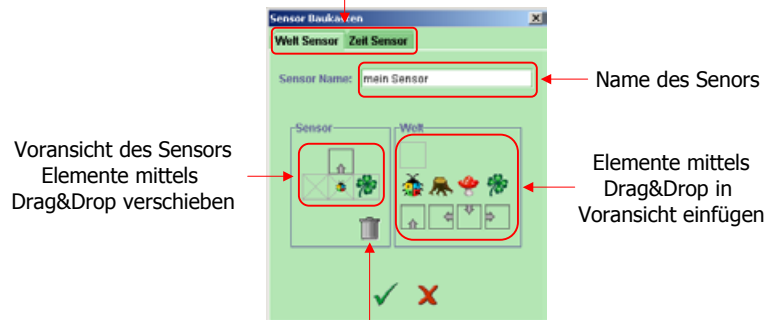 Sensor Baukasten
Welt Sensor Zeit Sensor
Sensor Name: mein Sensor
Name des Senors
Sensor
Welt
Voransicht des Sensors
Elemente mittels
Drag&Drop verschieben
Elemente mittels
Drag&Drop in
Voransicht einfügen